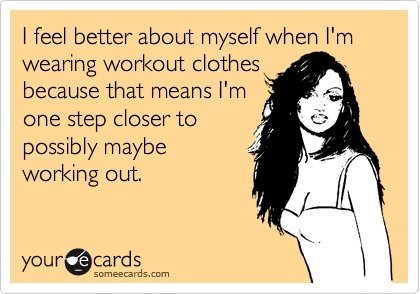 I feel better about myself when I'm
wearing workout clothes
because that means I'm
one step closer to
possibly maybe
working out.
your e cards
someecards.com